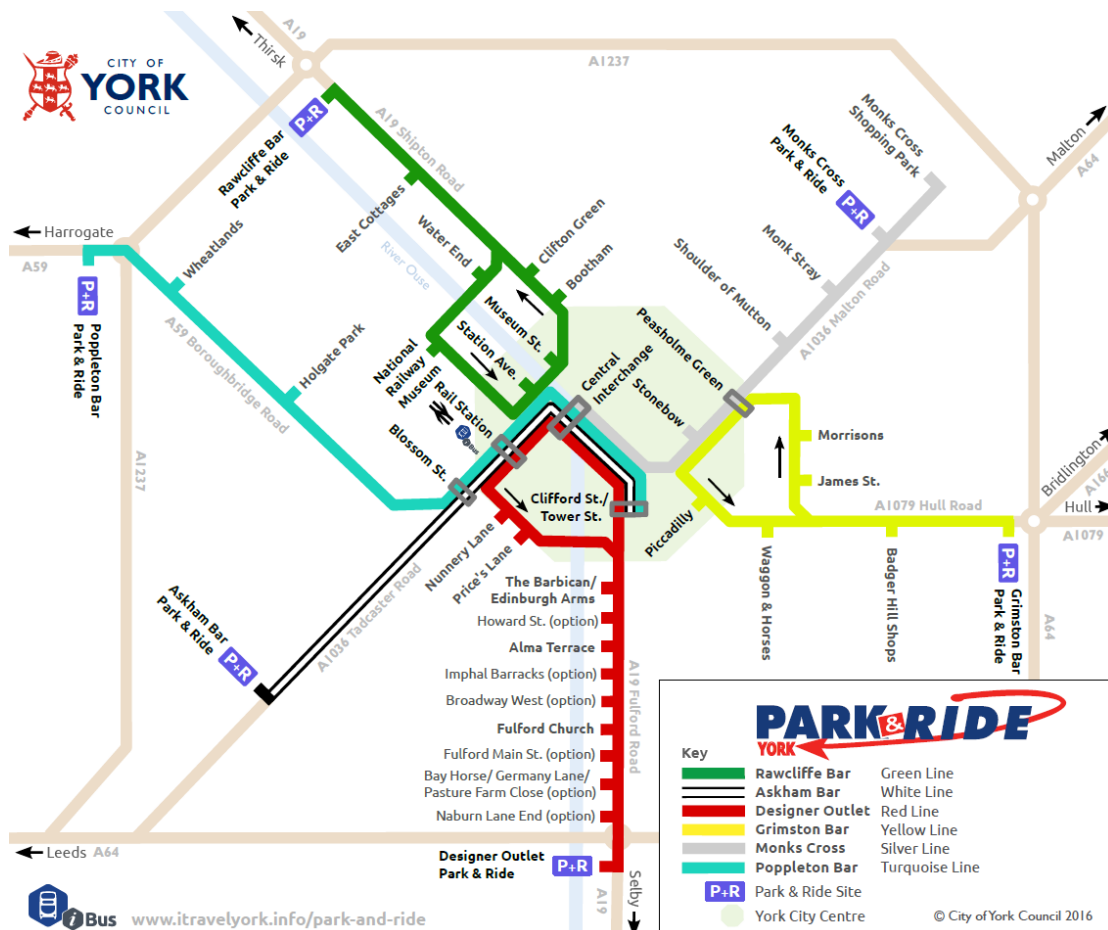 CITY OF
YORK
COUNCIL
A19
Thirsk
A1237
P+R
Rawcliffe Bar
Park & Ride
A19 Shipton Road
East Cottages
Water End
Clifton Green
Bootham
Museum St.
Station Ave.
River Ouse
National
Railway
Museum
Rail Station
iBus
Blossom St.
Central
Interchange
Stonebow
Peasholme Green
Shoulder of Mutton
Monk Stray
A1036 Malton Road
Monks Cross
Park & Ride
P+R
Monks Cross
Shopping Park
Malton
A64
Harrogate
A59
P+R
Poppleton Bar
Park & Ride
Wheatlands
A59 Boroughbridge Road
Holgate Park
A1237
Clifford St./
Tower St.
Piccadilly
Morrisons
James St.
A1079 Hull Road
Bridlington
A166
Hull
A1079
Waggon & Horses
Badger Hill Shops
P+R
Grimston Bar
Park & Ride
A64
Nunnery Lane
Price's Lane
Askham Bar
Park & Ride
P+R
A1036 Tadcaster Road
The Barbican/
Edinburgh Arms
Howard St. (option)
Alma Terrace
Imphal Barracks (option)
Broadway West (option)
Fulford Church
Fulford Main St. (option)
Bay Horse/ Germany Lane/
Pasture Farm Close (option)
Naburn Lane End (option)
A19 Fulford Road
Designer Outlet
Park & Ride
P+R
A19
Selby
Leeds
A64
PARK & RIDE
YORK
Key
Rawcliffe Bar Green Line
Askham Bar White Line
Designer Outlet Red Line
Grimston Bar Yellow Line
Monks Cross Silver Line
Poppleton Bar Turquoise Line
P+R Park & Ride Site
York City Centre
© City of York Council 2016
i Bus
www.itravelyork.info/park-and-ride